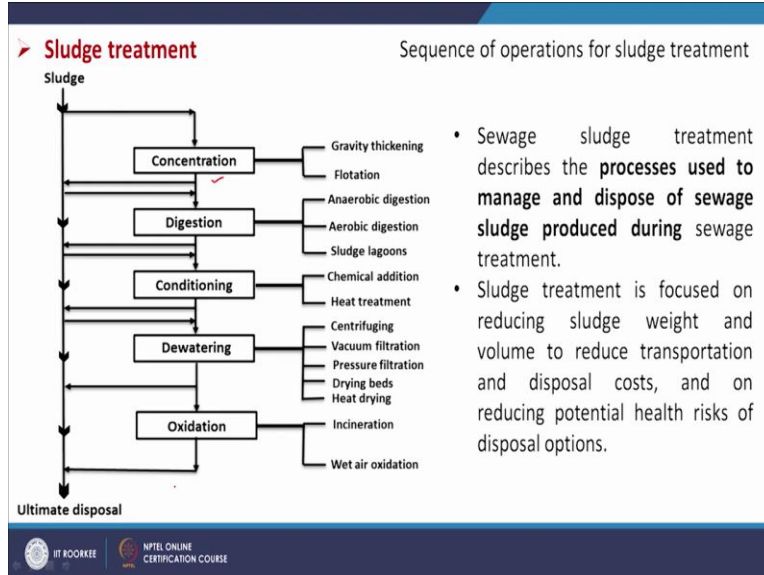 Sludge treatment
Sequence of operations for sludge treatment
Sludge
Concentration
Gravity thickening
Flotation
Digestion
Anaerobic digestion
Aerobic digestion
Sludge lagoons
Conditioning
Chemical addition
Heat treatment
Dewatering
Centrifuging
Vacuum filtration
Pressure filtration
Drying beds
Heat drying
Oxidation
Incineration
Wet air oxidation
Ultimate disposal
• Sewage sludge treatment
describes the processes used to
manage and dispose of sewage
sludge produced during sewage
treatment.
• Sludge treatment is focused on
reducing sludge weight and
volume to reduce transportation
and disposal costs, and on
reducing potential health risks of
disposal options.
IIT ROORKEE
NPTEL
NPTEL ONLINE
CERTIFICATION COURSE